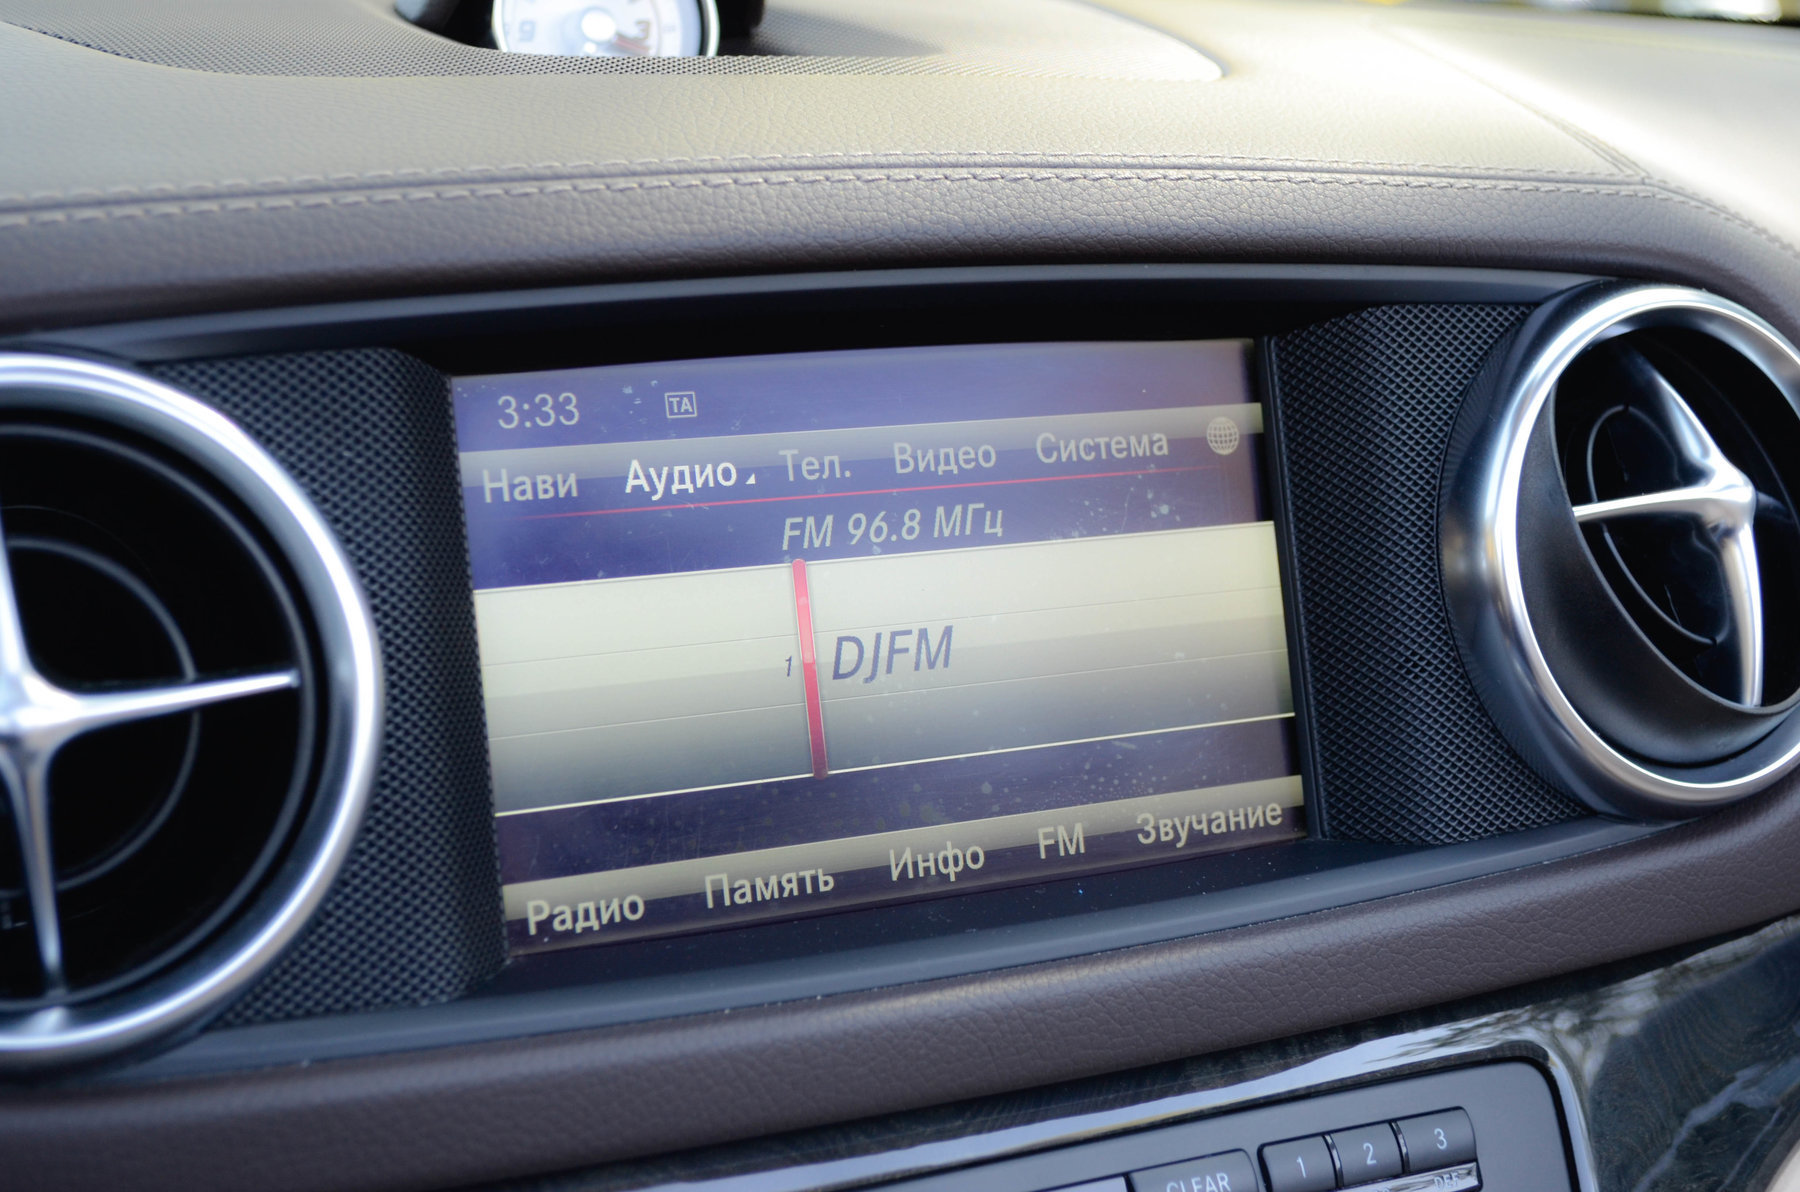 3:33 TA
Нави Аудио Тел. Видео Система
FM 96.8 МГц
1 DJFM
Радио Память Инфо FM Звучание
CLEAR 1 2 3
DEF